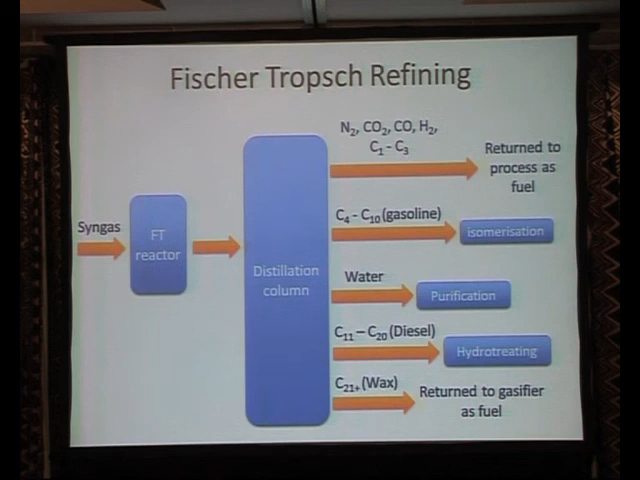 Fischer Tropsch Refining
N₂, CO₂, CO, H₂,
C₁ - C₃
Returned to
process as
fuel
Syngas
FT
reactor
Distillation
column
C₄ - C₁₀ (gasoline)
isomerisation
Water
Purification
C₁₁ – C₂₀ (Diesel)
Hydrotreating
C₂₁₊ (Wax)
Returned to gasifier
as fuel